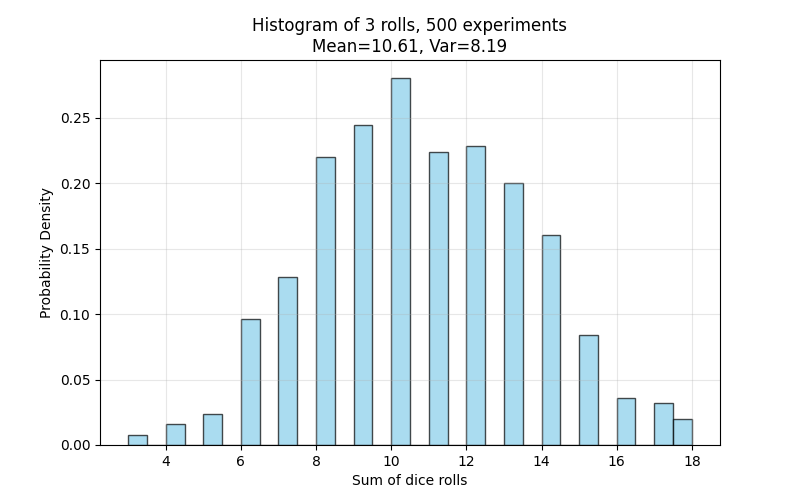 Histogram of 3 rolls, 500 experiments
Mean=10.61, Var=8.19
Probability Density
0.25
0.20
0.15
0.10
0.05
0.00
4 6 8 10 12 14 16 18
Sum of dice rolls